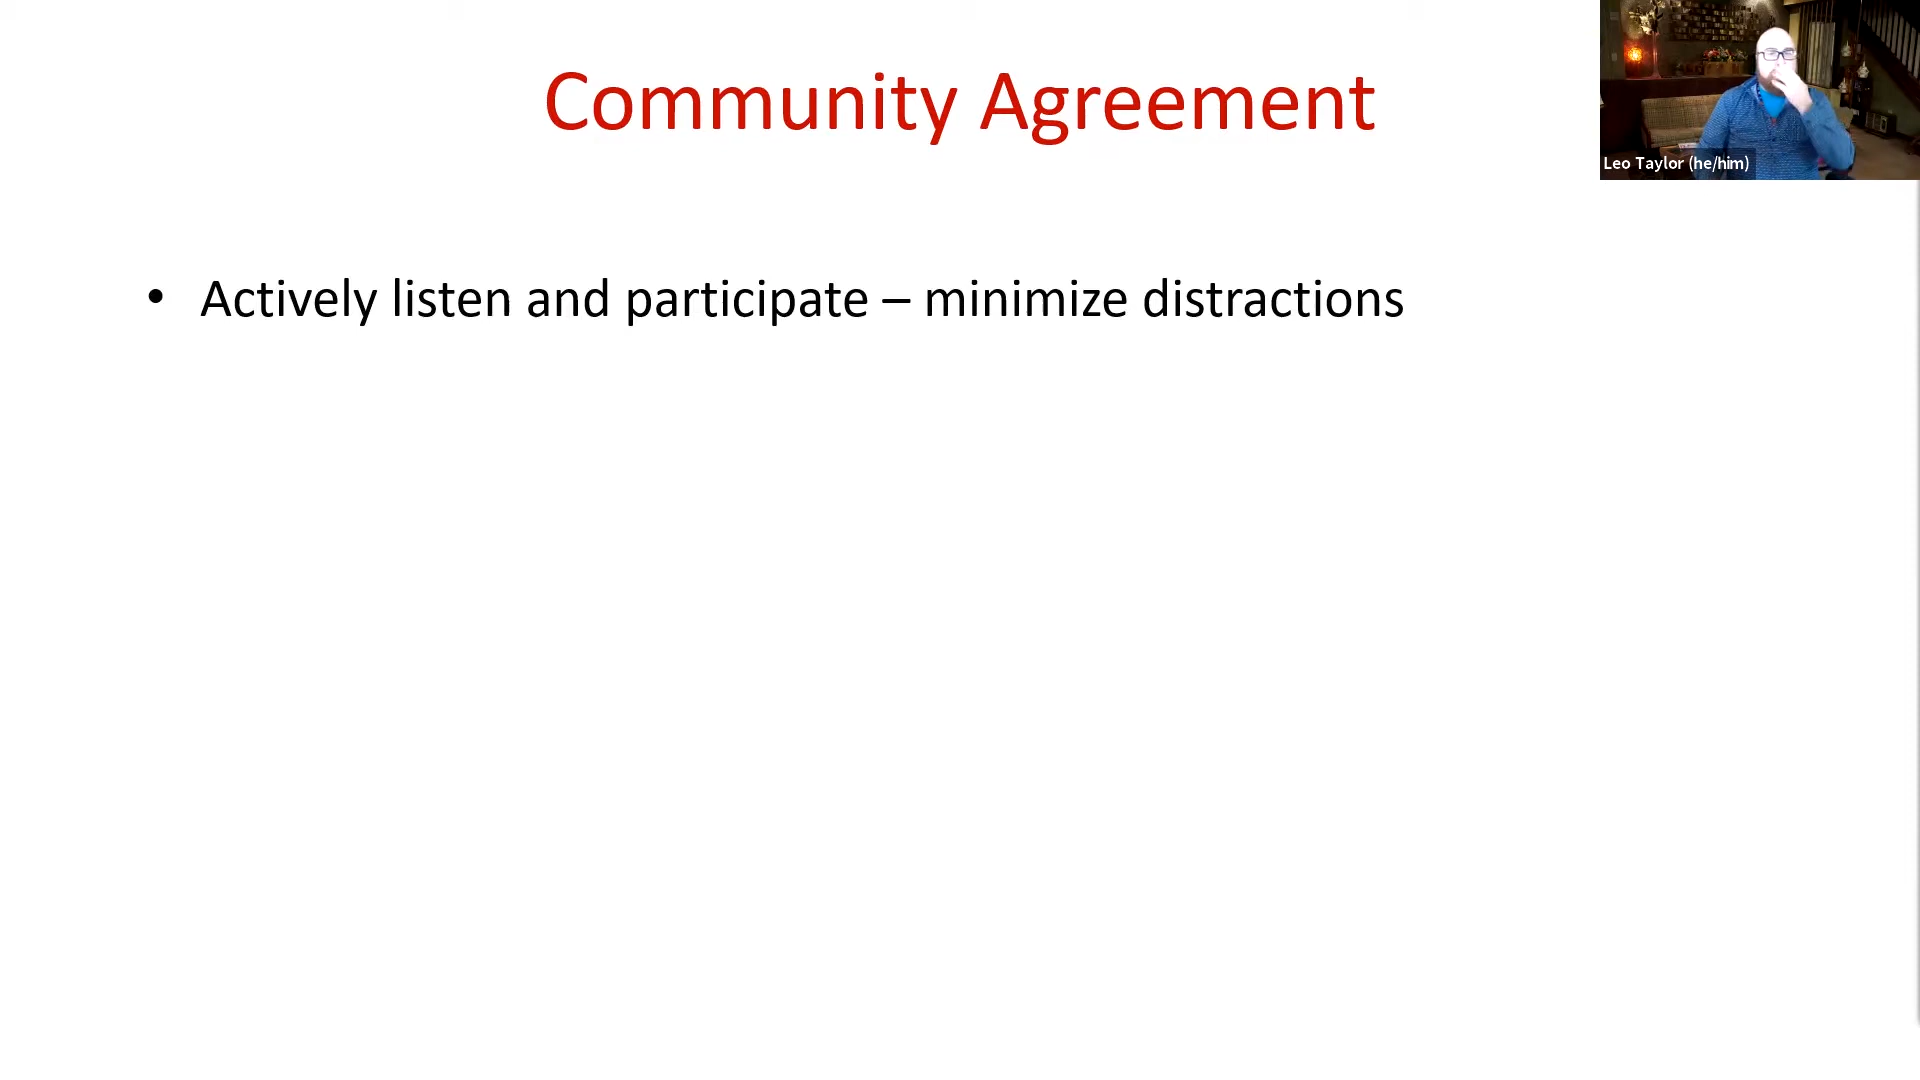 Community Agreement
Leo Taylor (he/him)
• Actively listen and participate – minimize distractions